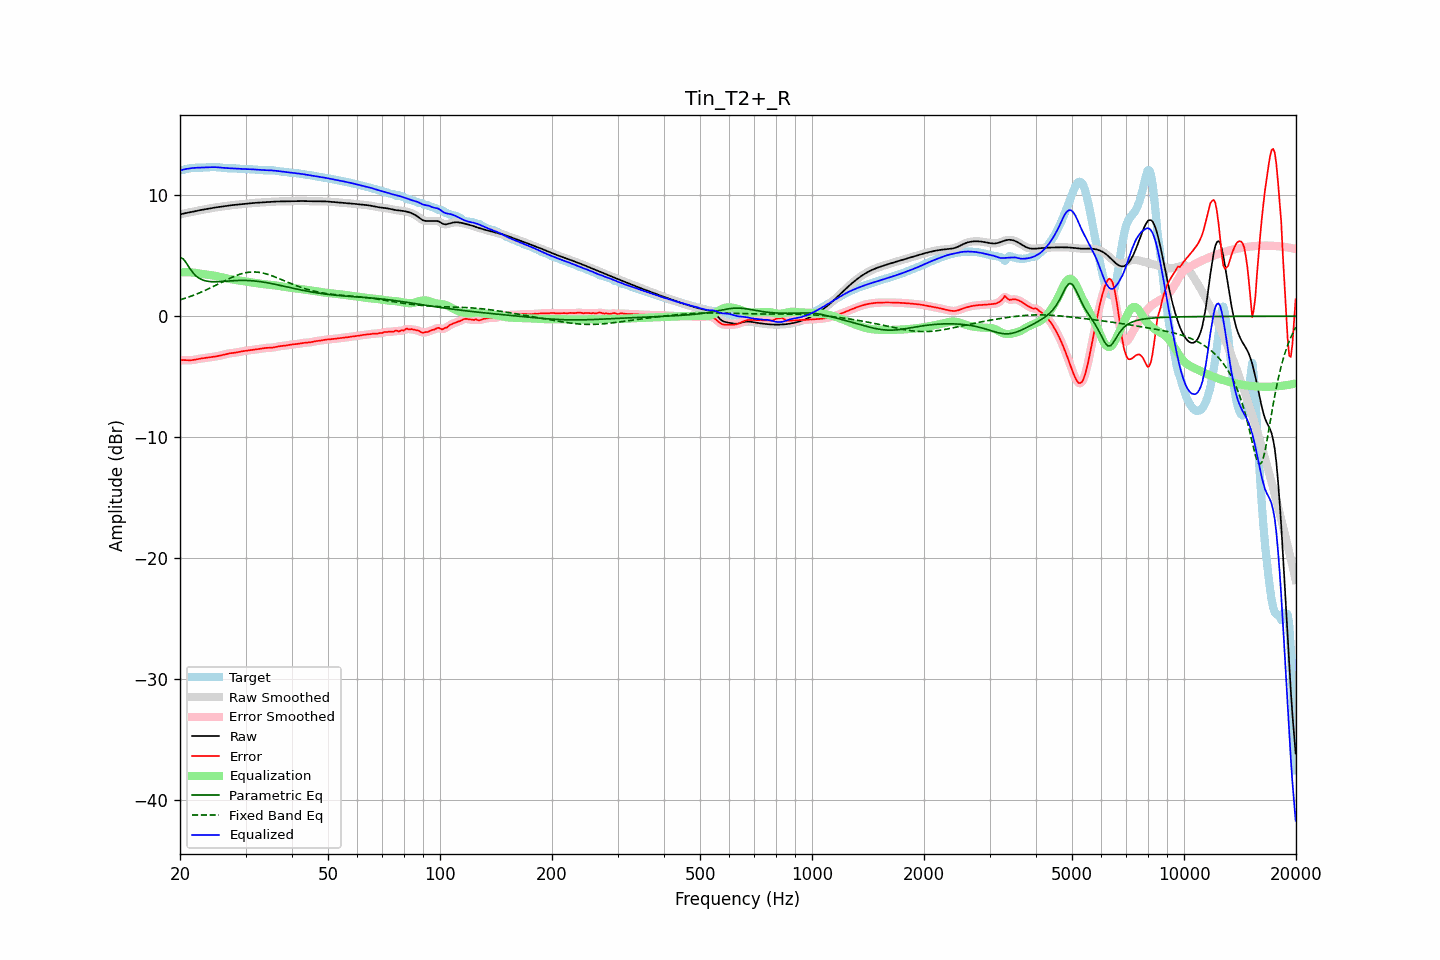 Tin_T2+_R
10
0
−10
−20
−30
−40
Amplitude (dBr)
Target
Raw Smoothed
Error Smoothed
Raw
Error
Equalization
Parametric Eq
Fixed Band Eq
Equalized
20 50 100 200 500 1000 2000 5000 10000 20000
Frequency (Hz)